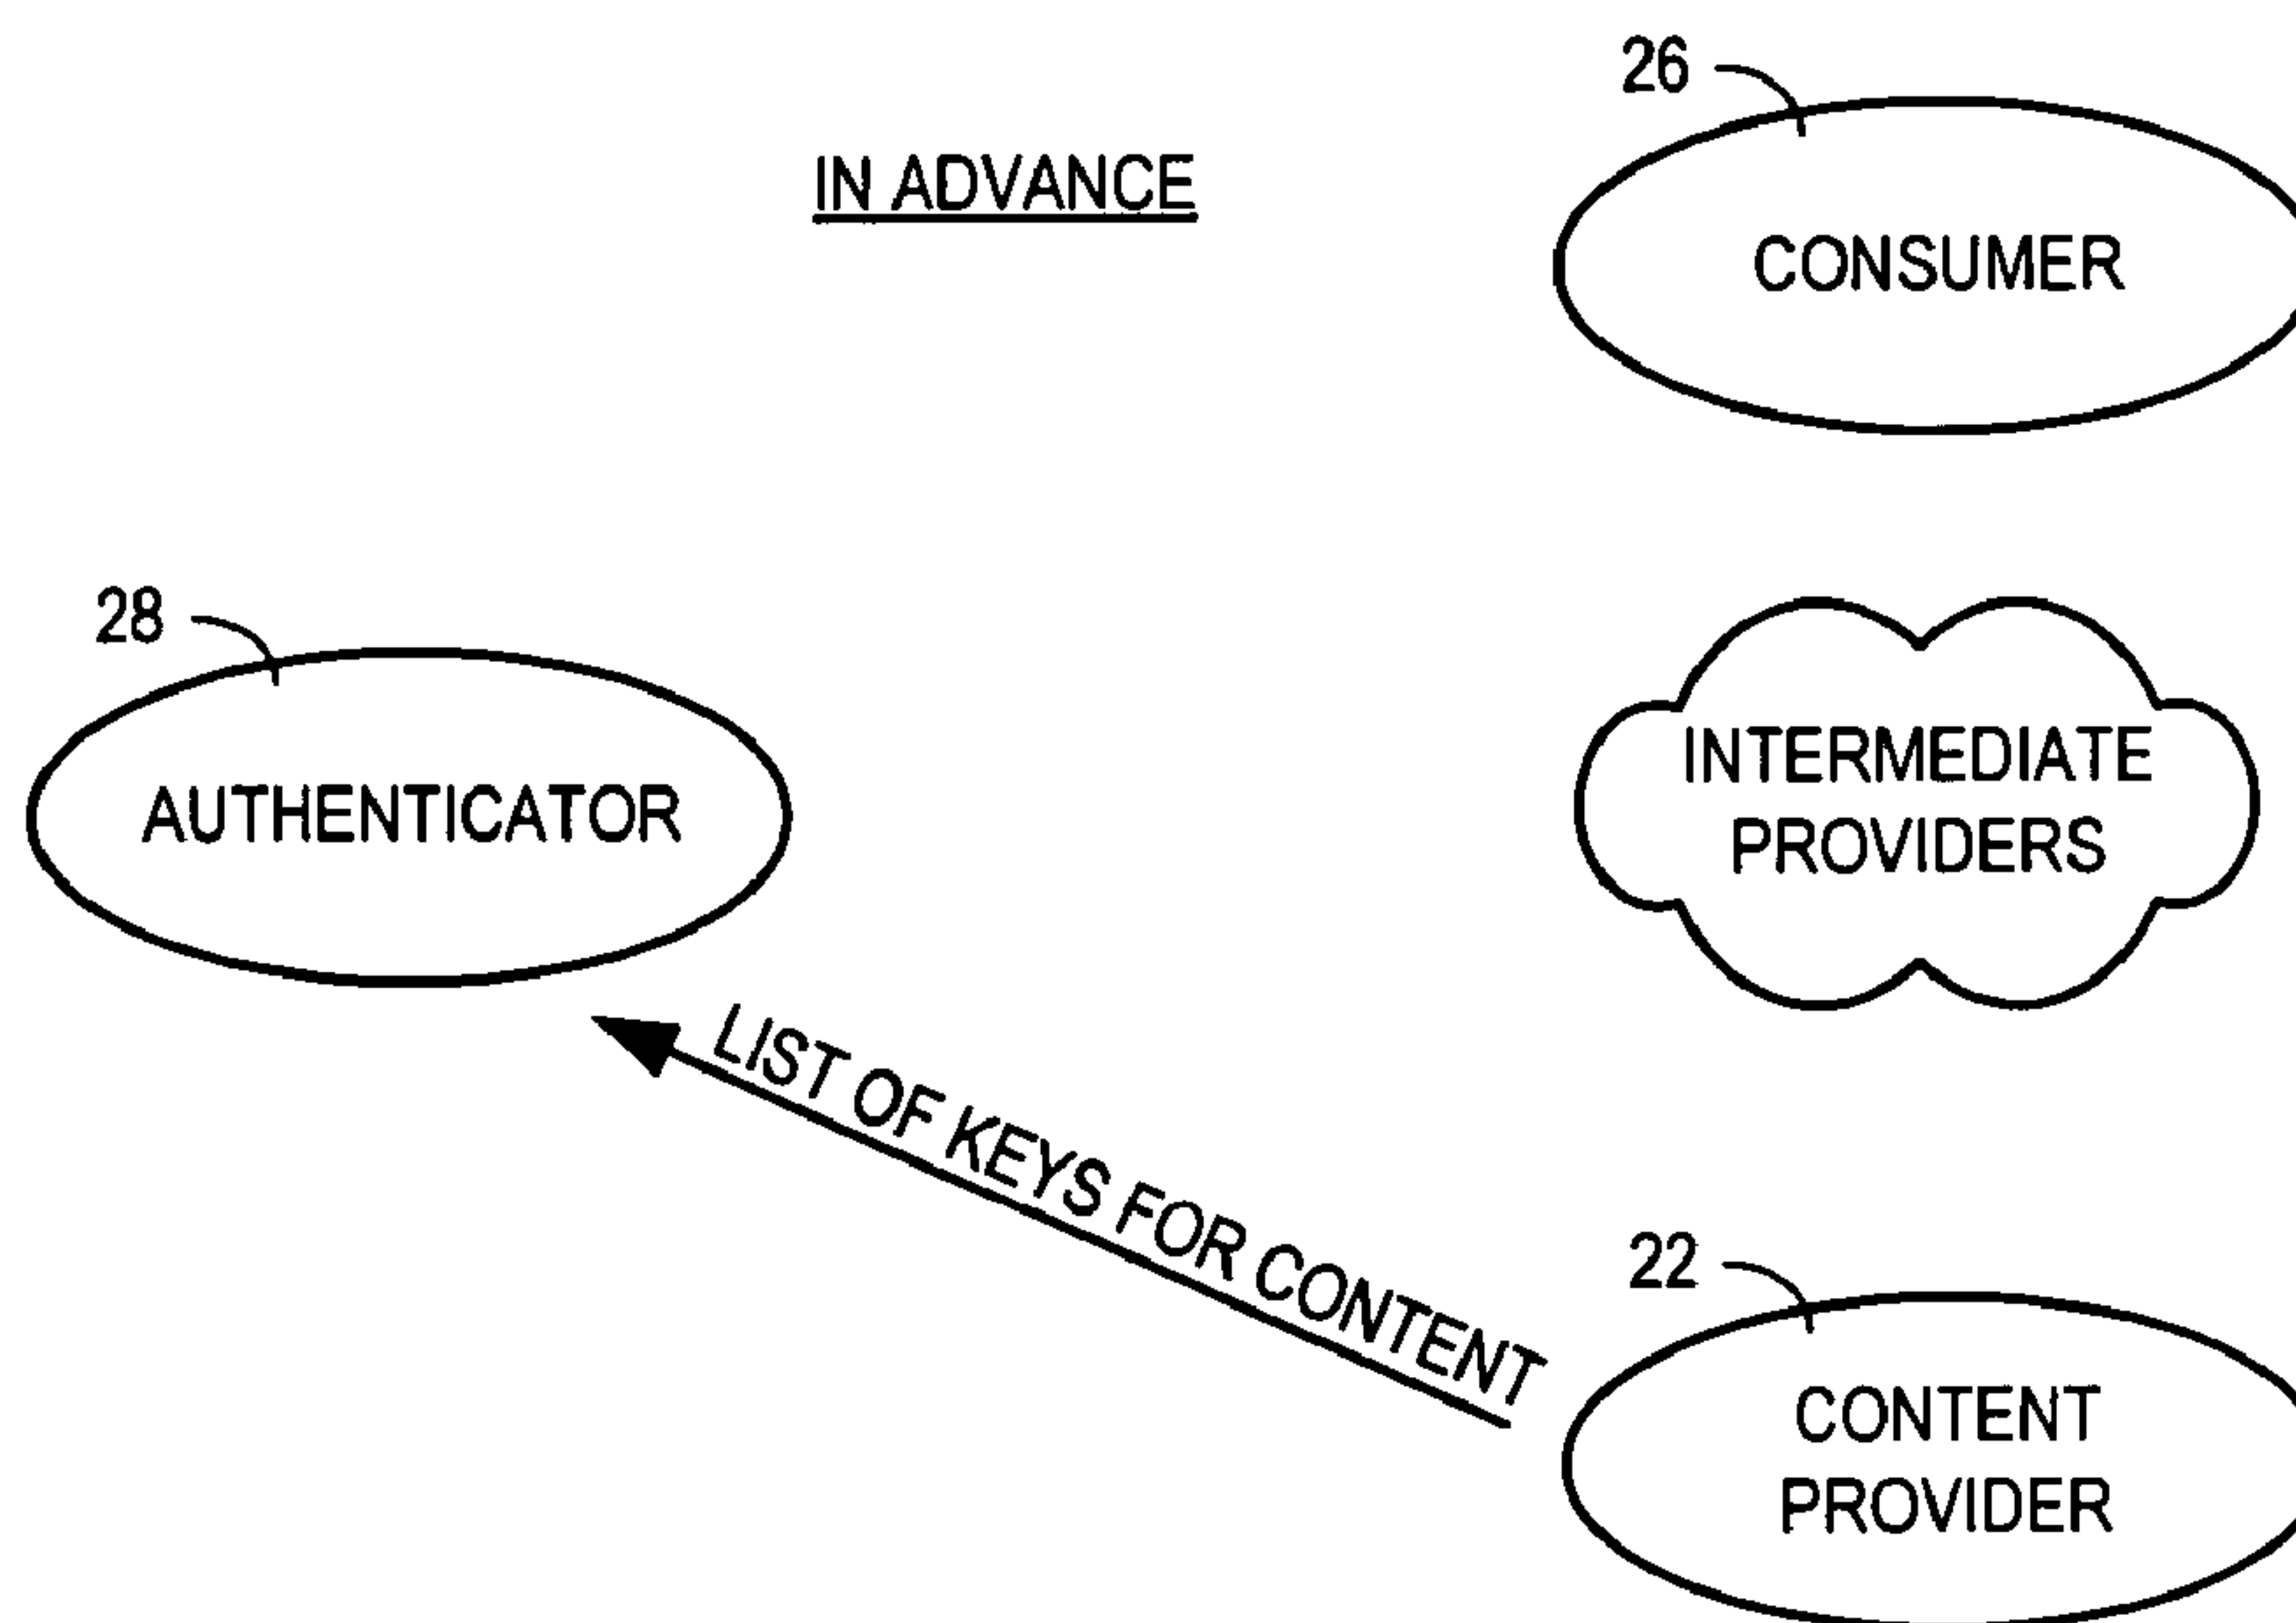 26
IN ADVANCE
CONSUMER
28
AUTHENTICATOR
INTERMEDIATE
PROVIDERS
LIST OF KEYS FOR CONTENT
22
CONTENT
PROVIDER